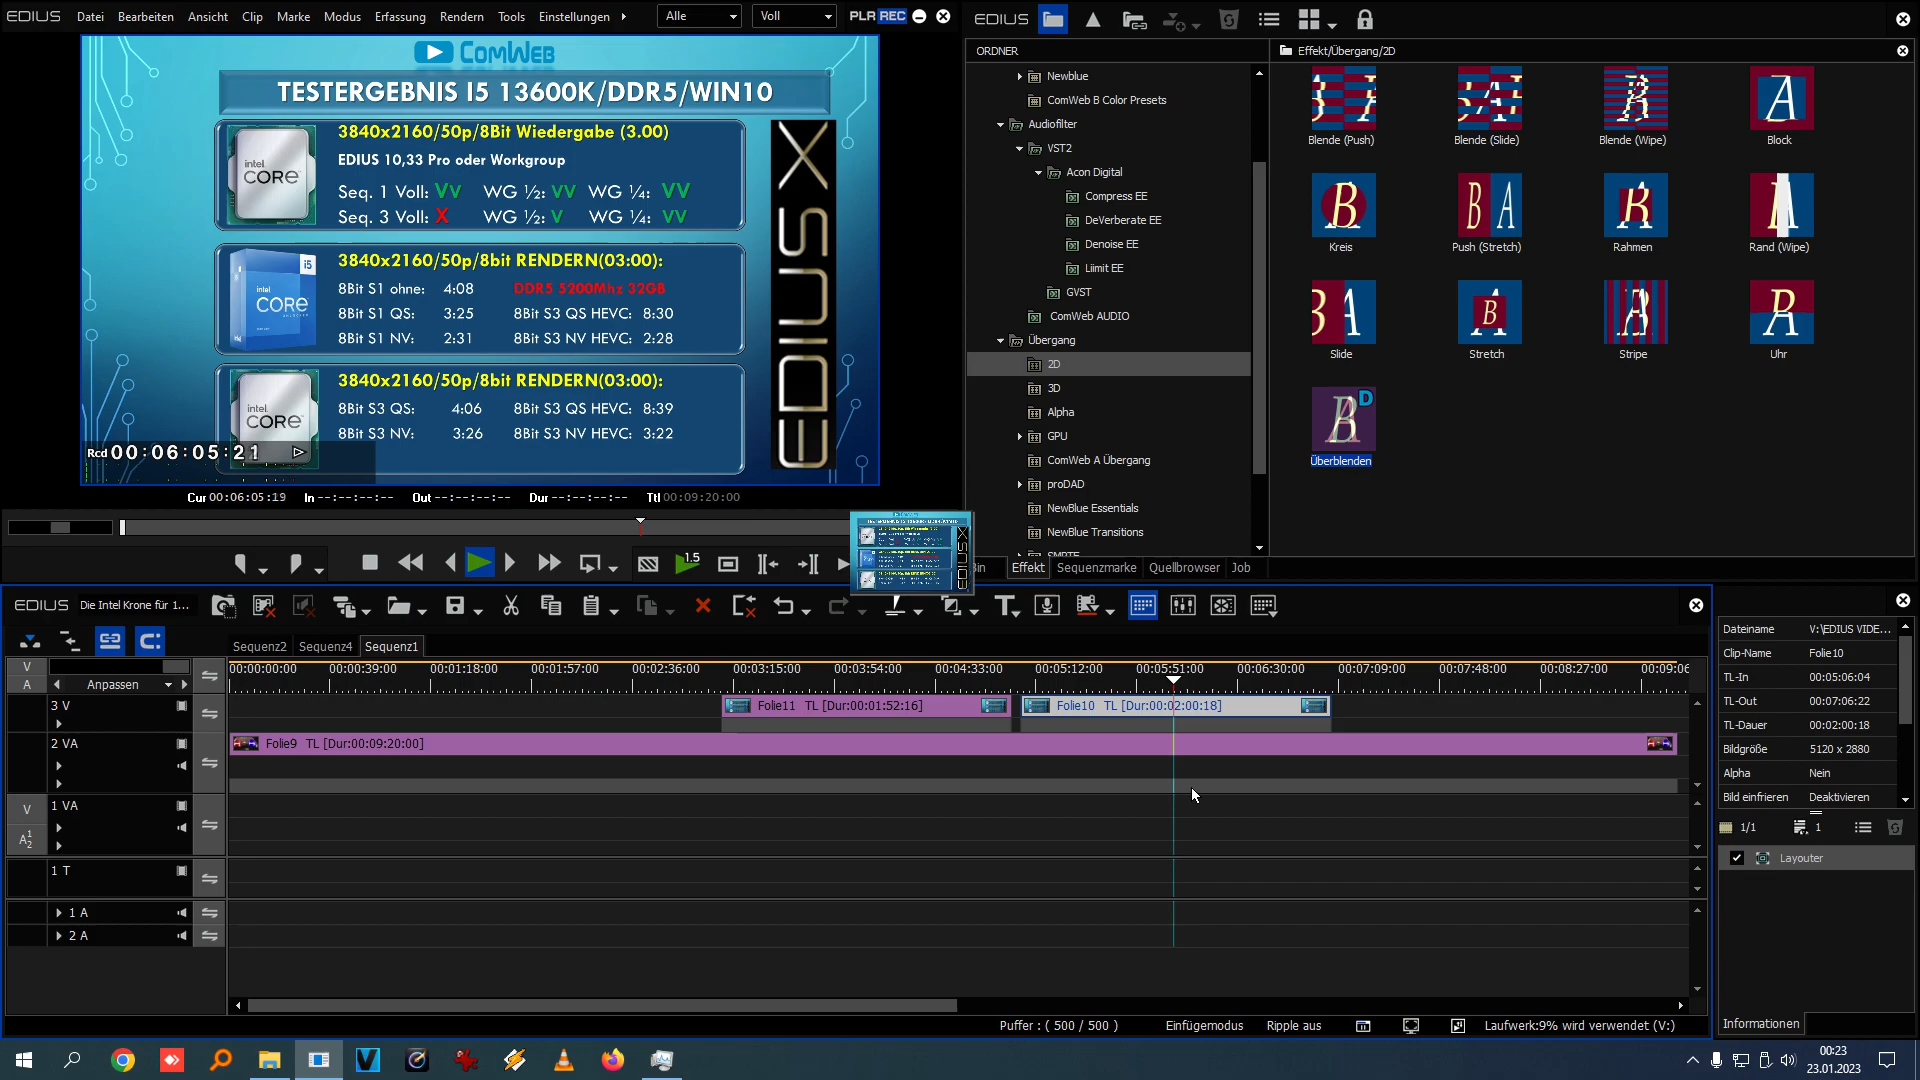 EDIUS Datei Bearbeiten Ansicht Clip Marke Modus Erfassung Rendern Tools Einstellungen Alle Voll PLR REC
ComWeb
TESTERGEBNIS I5 13600K/DDR5/WIN10
3840x2160/50p/8Bit Wiedergabe (3.00)
EDIUS 10,33 Pro oder Workgroup
Seq. 1 Voll: VV WG ½: VV WG ¼: VV
Seq. 3 Voll: X WG ½: V WG ¼: VV
intel CORE
3840x2160/50p/8bit RENDERN(03:00):
8Bit S1 ohne: 4:08 DDR5 5200Mhz 32GB
8Bit S1 QS: 3:25 8Bit S3 QS HEVC: 8:30
8Bit S1 NV: 2:31 8Bit S3 NV HEVC: 2:28
i5
intel CORE
3840x2160/50p/8bit RENDERN(03:00):
8Bit S3 QS: 4:06 8Bit S3 QS HEVC: 8:39
8Bit S3 NV: 3:26 8Bit S3 NV HEVC: 3:22
intel. CORE
EDIUS X
Rcd 00:06:05:21
Cur 00:06:05:19 In --:--:--:-- Out --:--:--:-- Dur --:--:--:-- Ttl 00:09:20:00
1.5
EDIUS
ORDNER
Newblue
ComWeb B Color Presets
Audiofilter
VST2
Acon Digital
Compress EE
DeVerberate EE
Denoise EE
Liimit EE
GVST
ComWeb AUDIO
Übergang
2D
3D
Alpha
GPU
ComWeb A Übergang
proDAD
NewBlue Essentials
NewBlue Transitions
SMPTE
Effekt/Übergang/2D
Blende (Push) Blende (Slide) Blende (Wipe) Block
Kreis Push (Stretch) Rahmen Rand (Wipe)
Slide Stretch Stripe Uhr
Überblenden
Bin Effekt Sequenzmarke Quellbrowser Job
EDIUS Die Intel Krone für 1...
Sequenz2 Sequenz4 Sequenz1
V
A
Anpassen
00:00:00:00 00:00:39:00 00:01:18:00 00:01:57:00 00:02:36:00 00:03:15:00 00:03:54:00 00:04:33:00 00:05:12:00 00:05:51:00 00:06:30:00 00:07:09:00 00:07:48:00 00:08:27:00 00:09:06
3 V
Folie11 TL [Dur:00:01:52:16] Folie10 TL [Dur:00:02:00:18]
2 VA
Folie9 TL [Dur:00:09:20:00]
V
1 VA
A 1 2
1 T
1 A
2 A
Puffer : ( 500 / 500 ) Einfügemodus Ripple aus Laufwerk:9% wird verwendet (V:)
Dateiname V:\EDIUS VIDE...
Clip-Name Folie10
TL-In 00:05:06:04
TL-Out 00:07:06:22
TL-Dauer 00:02:00:18
Bildgröße 5120 x 2880
Alpha Nein
Bild einfrieren Deaktivieren
1/1 1
Layouter
Informationen
00:23
23.01.2023